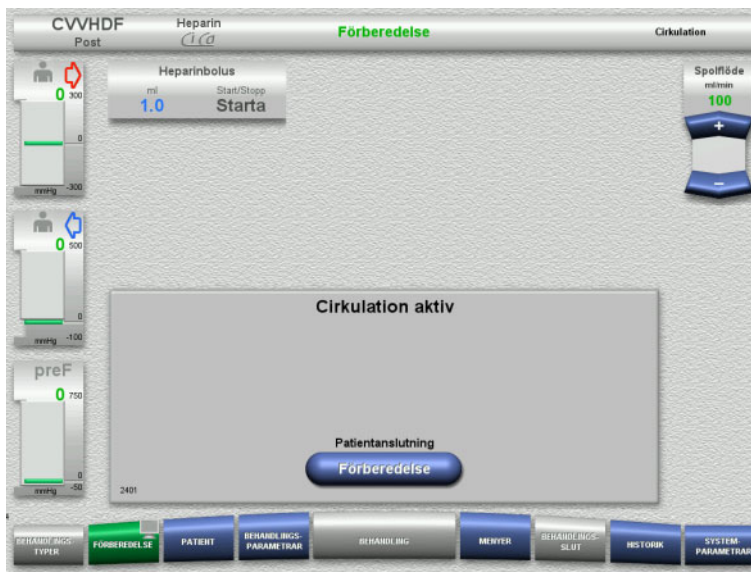 CVVHDF
Post
Heparin
Ci Ca
Förberedelse
Cirkulation
0
300
0
-300
mmHg
Heparinbolus
ml
Start/Stopp
1.0
Starta
Spolflöde
ml/min
100
+
–
0
500
0
-100
mmHg
Cirkulation aktiv
preF
0
750
0
-50
mmHg
Patientanslutning
Förberedelse
2401
BEHANDLINGS-
TYPER
FÖRBEREDELSE
PATIENT
BEHANDLINGS-
PARAMETRAR
BEHANDLING
MENYER
BEHANDLINGS-
SLUT
HISTORIK
SYSTEM-
PARAMETRAR